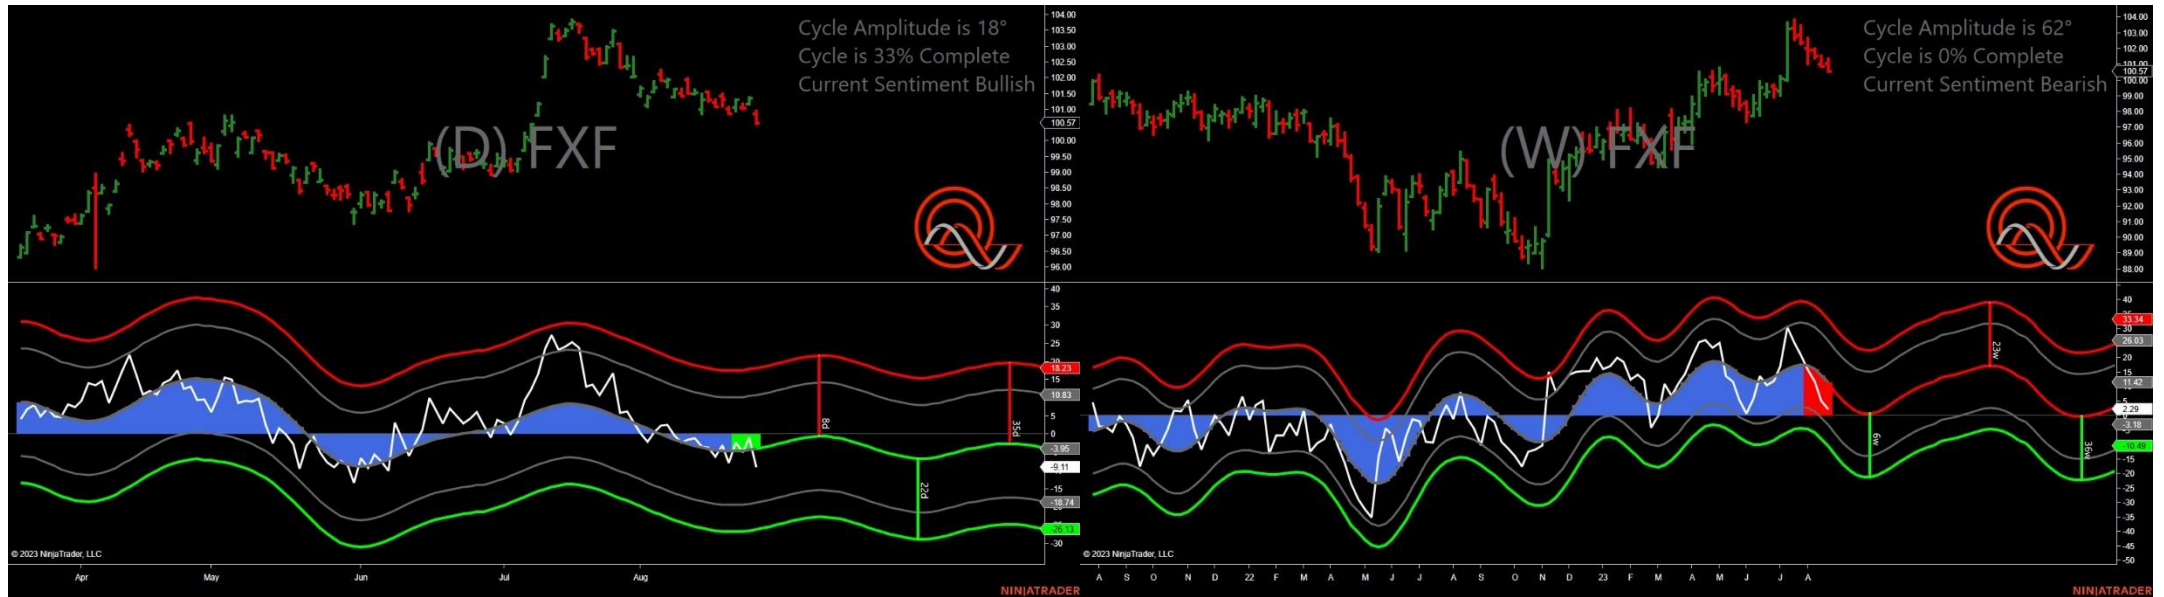 Cycle Amplitude is 18°
Cycle is 33% Complete
Current Sentiment Bullish
(D) FXF
104.00
103.50
103.00
102.50
102.00
101.50
101.00
100.57
100.00
99.50
99.00
98.50
98.00
97.50
97.00
96.50
96.00
40
35
30
25
18.23
15
10.83
5
0
-3.95
-9.11
-15
-18.74
-26.13
-30
8d
22d
35d
© 2023 NinjaTrader, LLC
Apr
May
Jun
Jul
Aug
NINJATRADER
Cycle Amplitude is 62°
Cycle is 0% Complete
Current Sentiment Bearish
(W) FXF
104.00
103.00
102.00
101.00
100.57
100.00
99.00
98.00
97.00
96.00
95.00
94.00
93.00
92.00
91.00
90.00
89.00
88.00
40
33.34
30
26.03
20
15
11.42
5
2.29
-3.18
-10.49
-15
-20
-25
-30
-35
-40
-45
-50
23w
6w
36w
© 2023 NinjaTrader, LLC
A S O N D 22 F M A M J J A S O N D 23 F M A M J J A
NINJATRADER